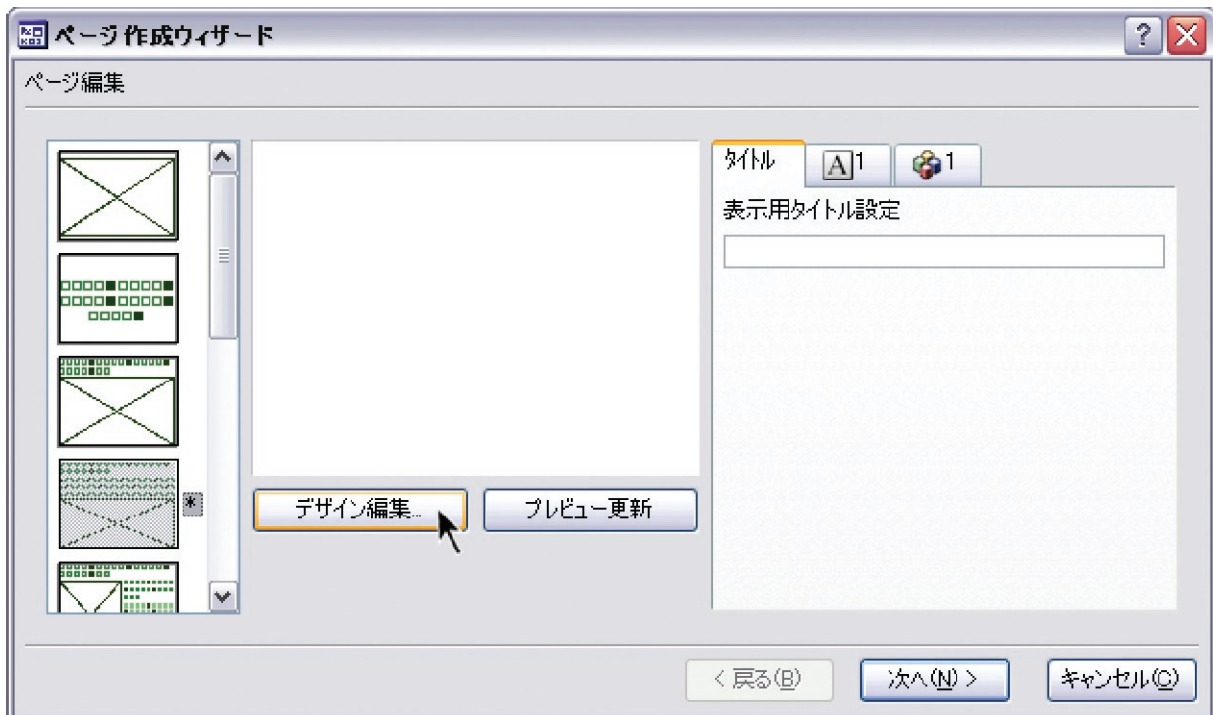 ページ作成ウィザード
ページ編集
タイトル
A1
1
表示用タイトル設定
*
デザイン編集...
プレビュー更新
< 戻る(B)
次へ(N) >
キャンセル(C)